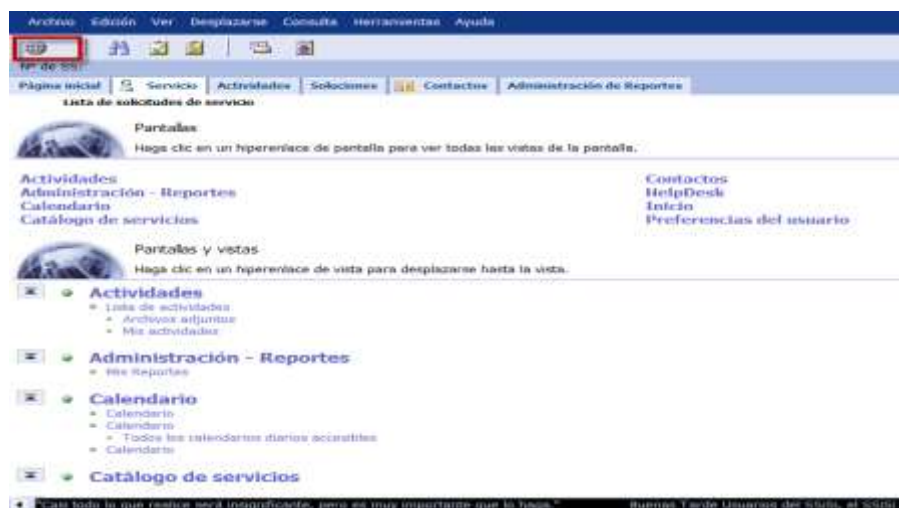 Archivo Edición Ver Desplazarse Consulta Herramientas Ayuda
Nº de SS:
Página inicial Servicio Actividades Soluciones Contactos Administración de Reportes
Lista de solicitudes de servicio
Pantallas
Haga clic en un hiperenlace de pantalla para ver todas las vistas de la pantalla.
Actividades Contactos
Administración - Reportes HelpDesk
Calendario Inicio
Catálogo de servicios Preferencias del usuario
Pantallas y vistas
Haga clic en un hiperenlace de vista para desplazarse hasta la vista.
Actividades
Lista de actividades
Archivos adjuntos
Mis actividades
Administración - Reportes
Mis Reportes
Calendario
Calendario
Calendario
Todos los calendarios diarios accesibles
Calendario
Catálogo de servicios
"Casi todo lo que realice será insignificante, pero es muy importante que lo haga." Buenas Tarde Usuarios del SSISI, el SSISI